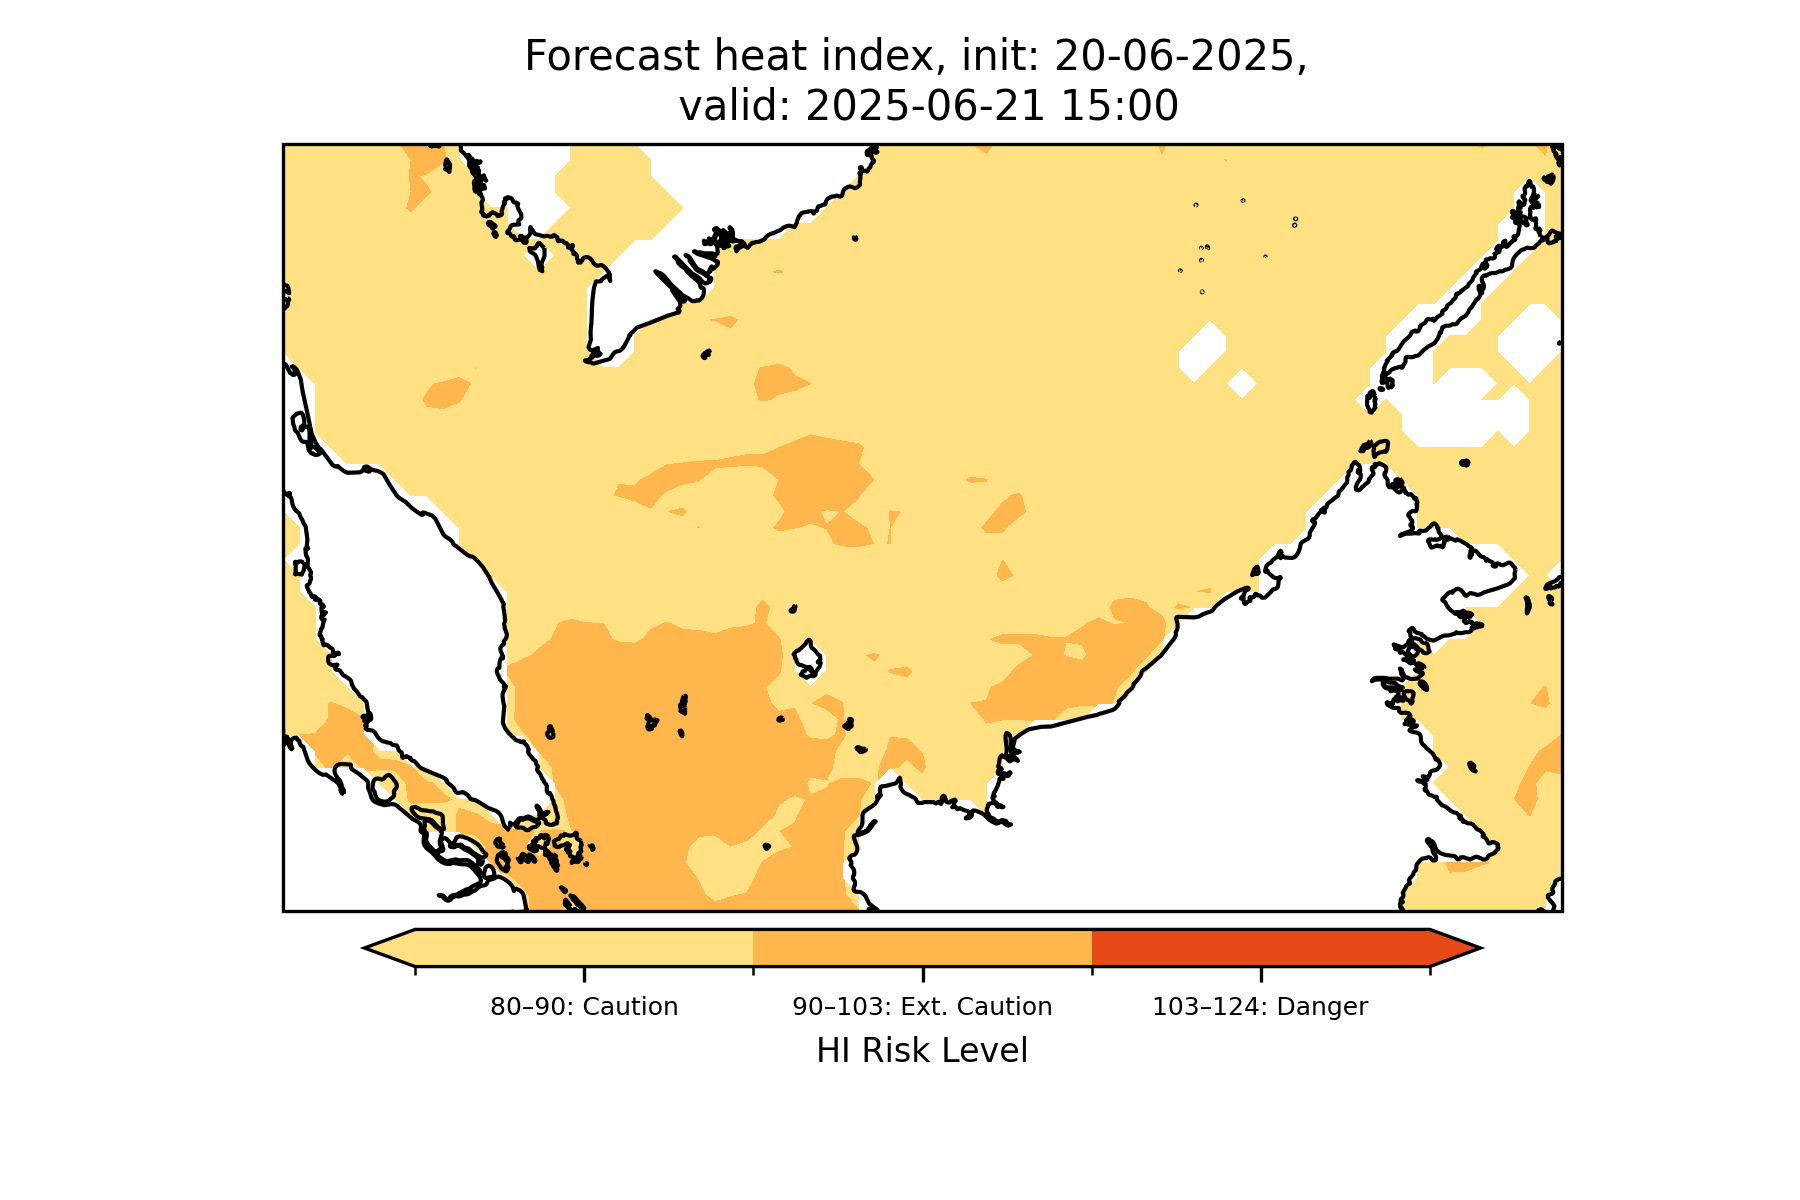 Forecast heat index, init: 20-06-2025,
valid: 2025-06-21 15:00
80–90: Caution
90–103: Ext. Caution
103–124: Danger
HI Risk Level